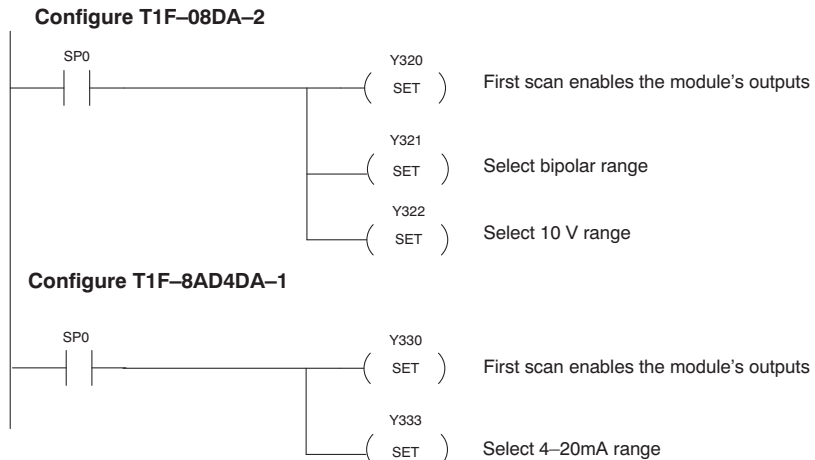 Configure T1F–08DA–2
SP0
Y320
SET
First scan enables the module's outputs
Y321
SET
Select bipolar range
Y322
SET
Select 10 V range
Configure T1F–8AD4DA–1
SP0
Y330
SET
First scan enables the module's outputs
Y333
SET
Select 4–20mA range